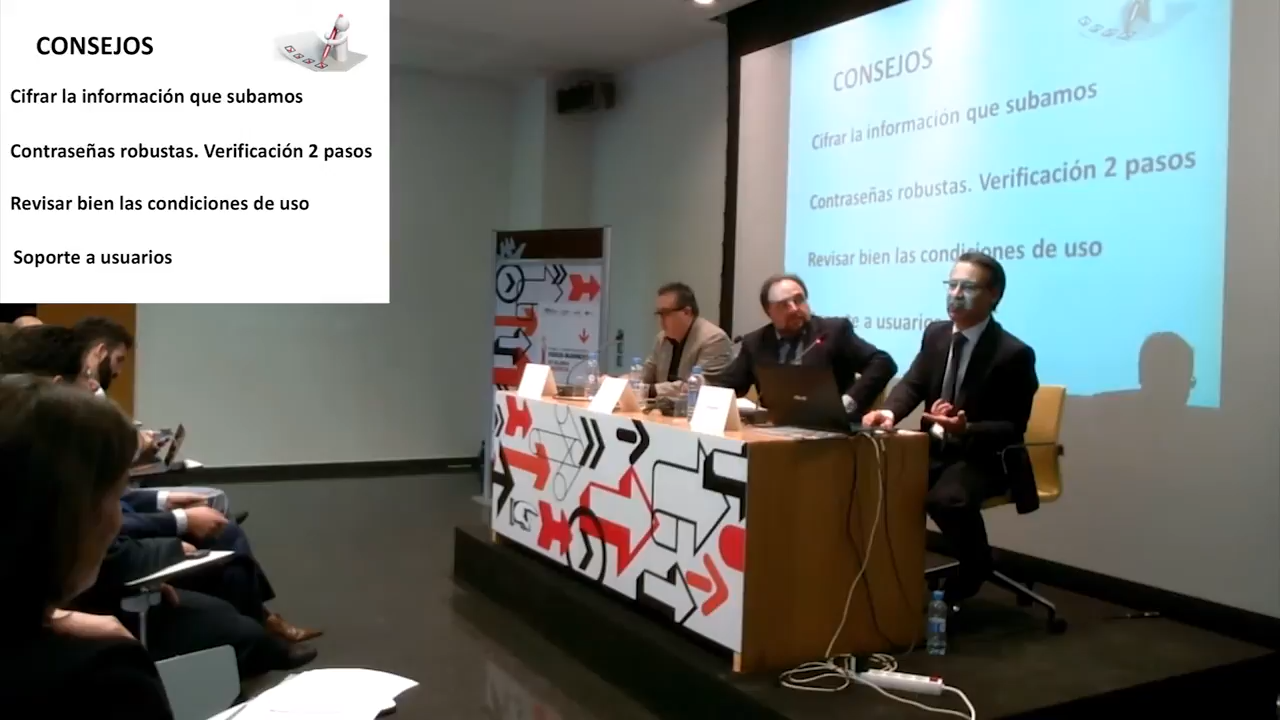 CONSEJOS
Cifrar la información que subamos
Contraseñas robustas. Verificación 2 pasos
Revisar bien las condiciones de uso
Soporte a usuarios
CONSEJOS
Cifrar la información que subamos
Contraseñas robustas. Verificación 2 pasos
Revisar bien las condiciones de uso
a usuarios